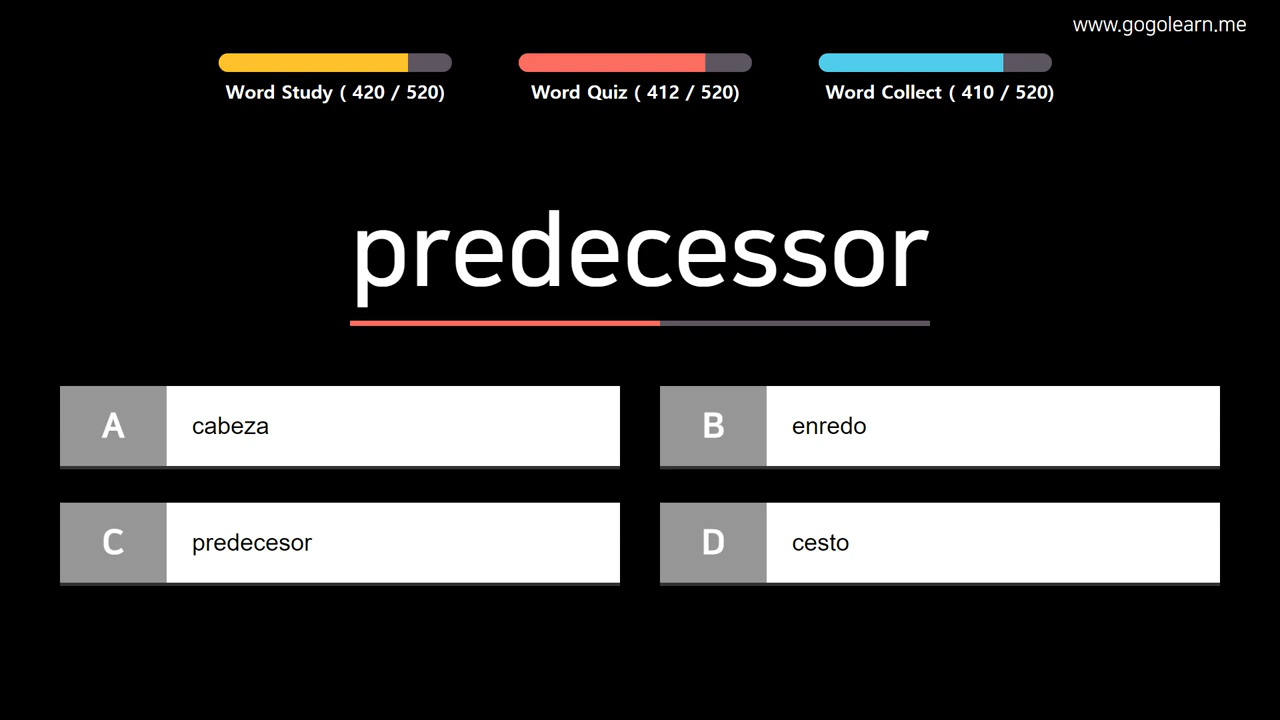 www.gogolearn.me
Word Study ( 420 / 520)
Word Quiz ( 412 / 520)
Word Collect ( 410 / 520)
predecessor
A cabeza
B enredo
C predecesor
D cesto